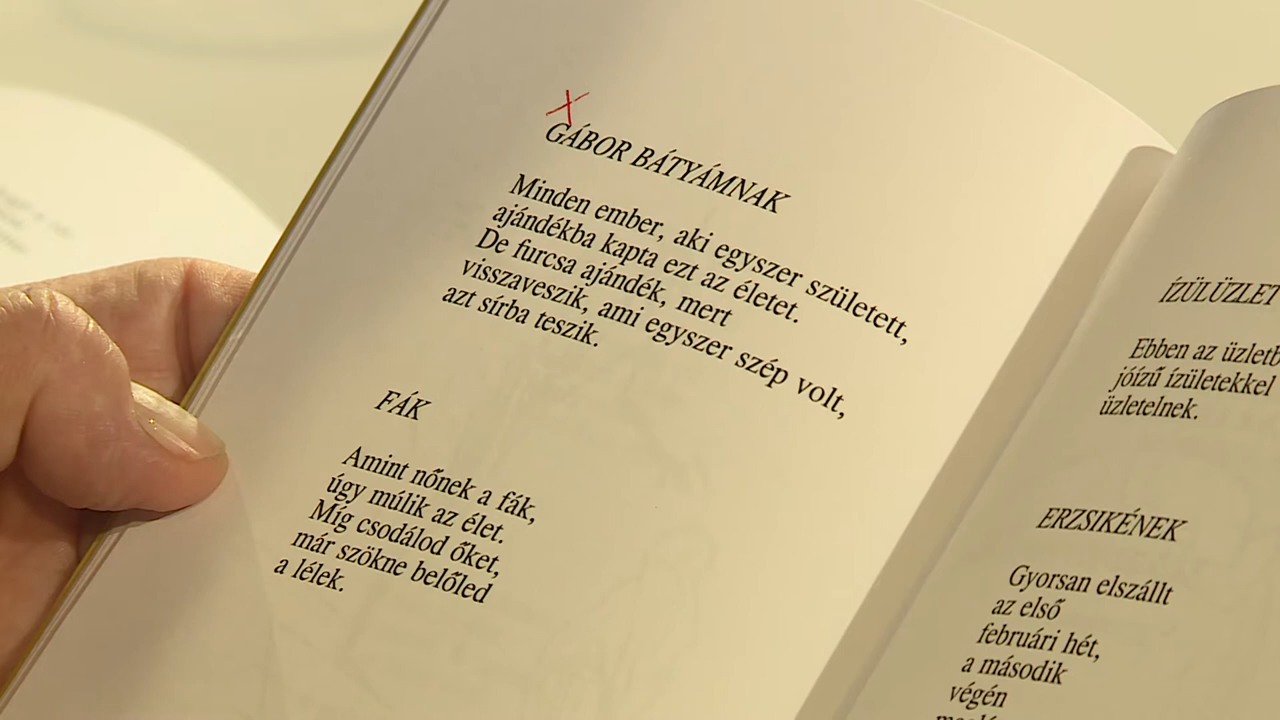 GÁBOR BÁTYÁMNAK
Minden ember, aki egyszer született,
ajándékba kapta ezt az életet.
De furcsa ajándék, mert
visszaveszik, ami egyszer szép volt,
azt sírba teszik.
FÁK
Amint nőnek a fák,
úgy múlik az élet.
Míg csodálod őket,
már szökne belőled
a lélek.
ÍZÜLÜZLET
Ebben az
jóízű ízületekkel
üzletelnek.
ERZSIKÉNEK
Gyorsan elszállt
az első
februári hét,
a második
végén